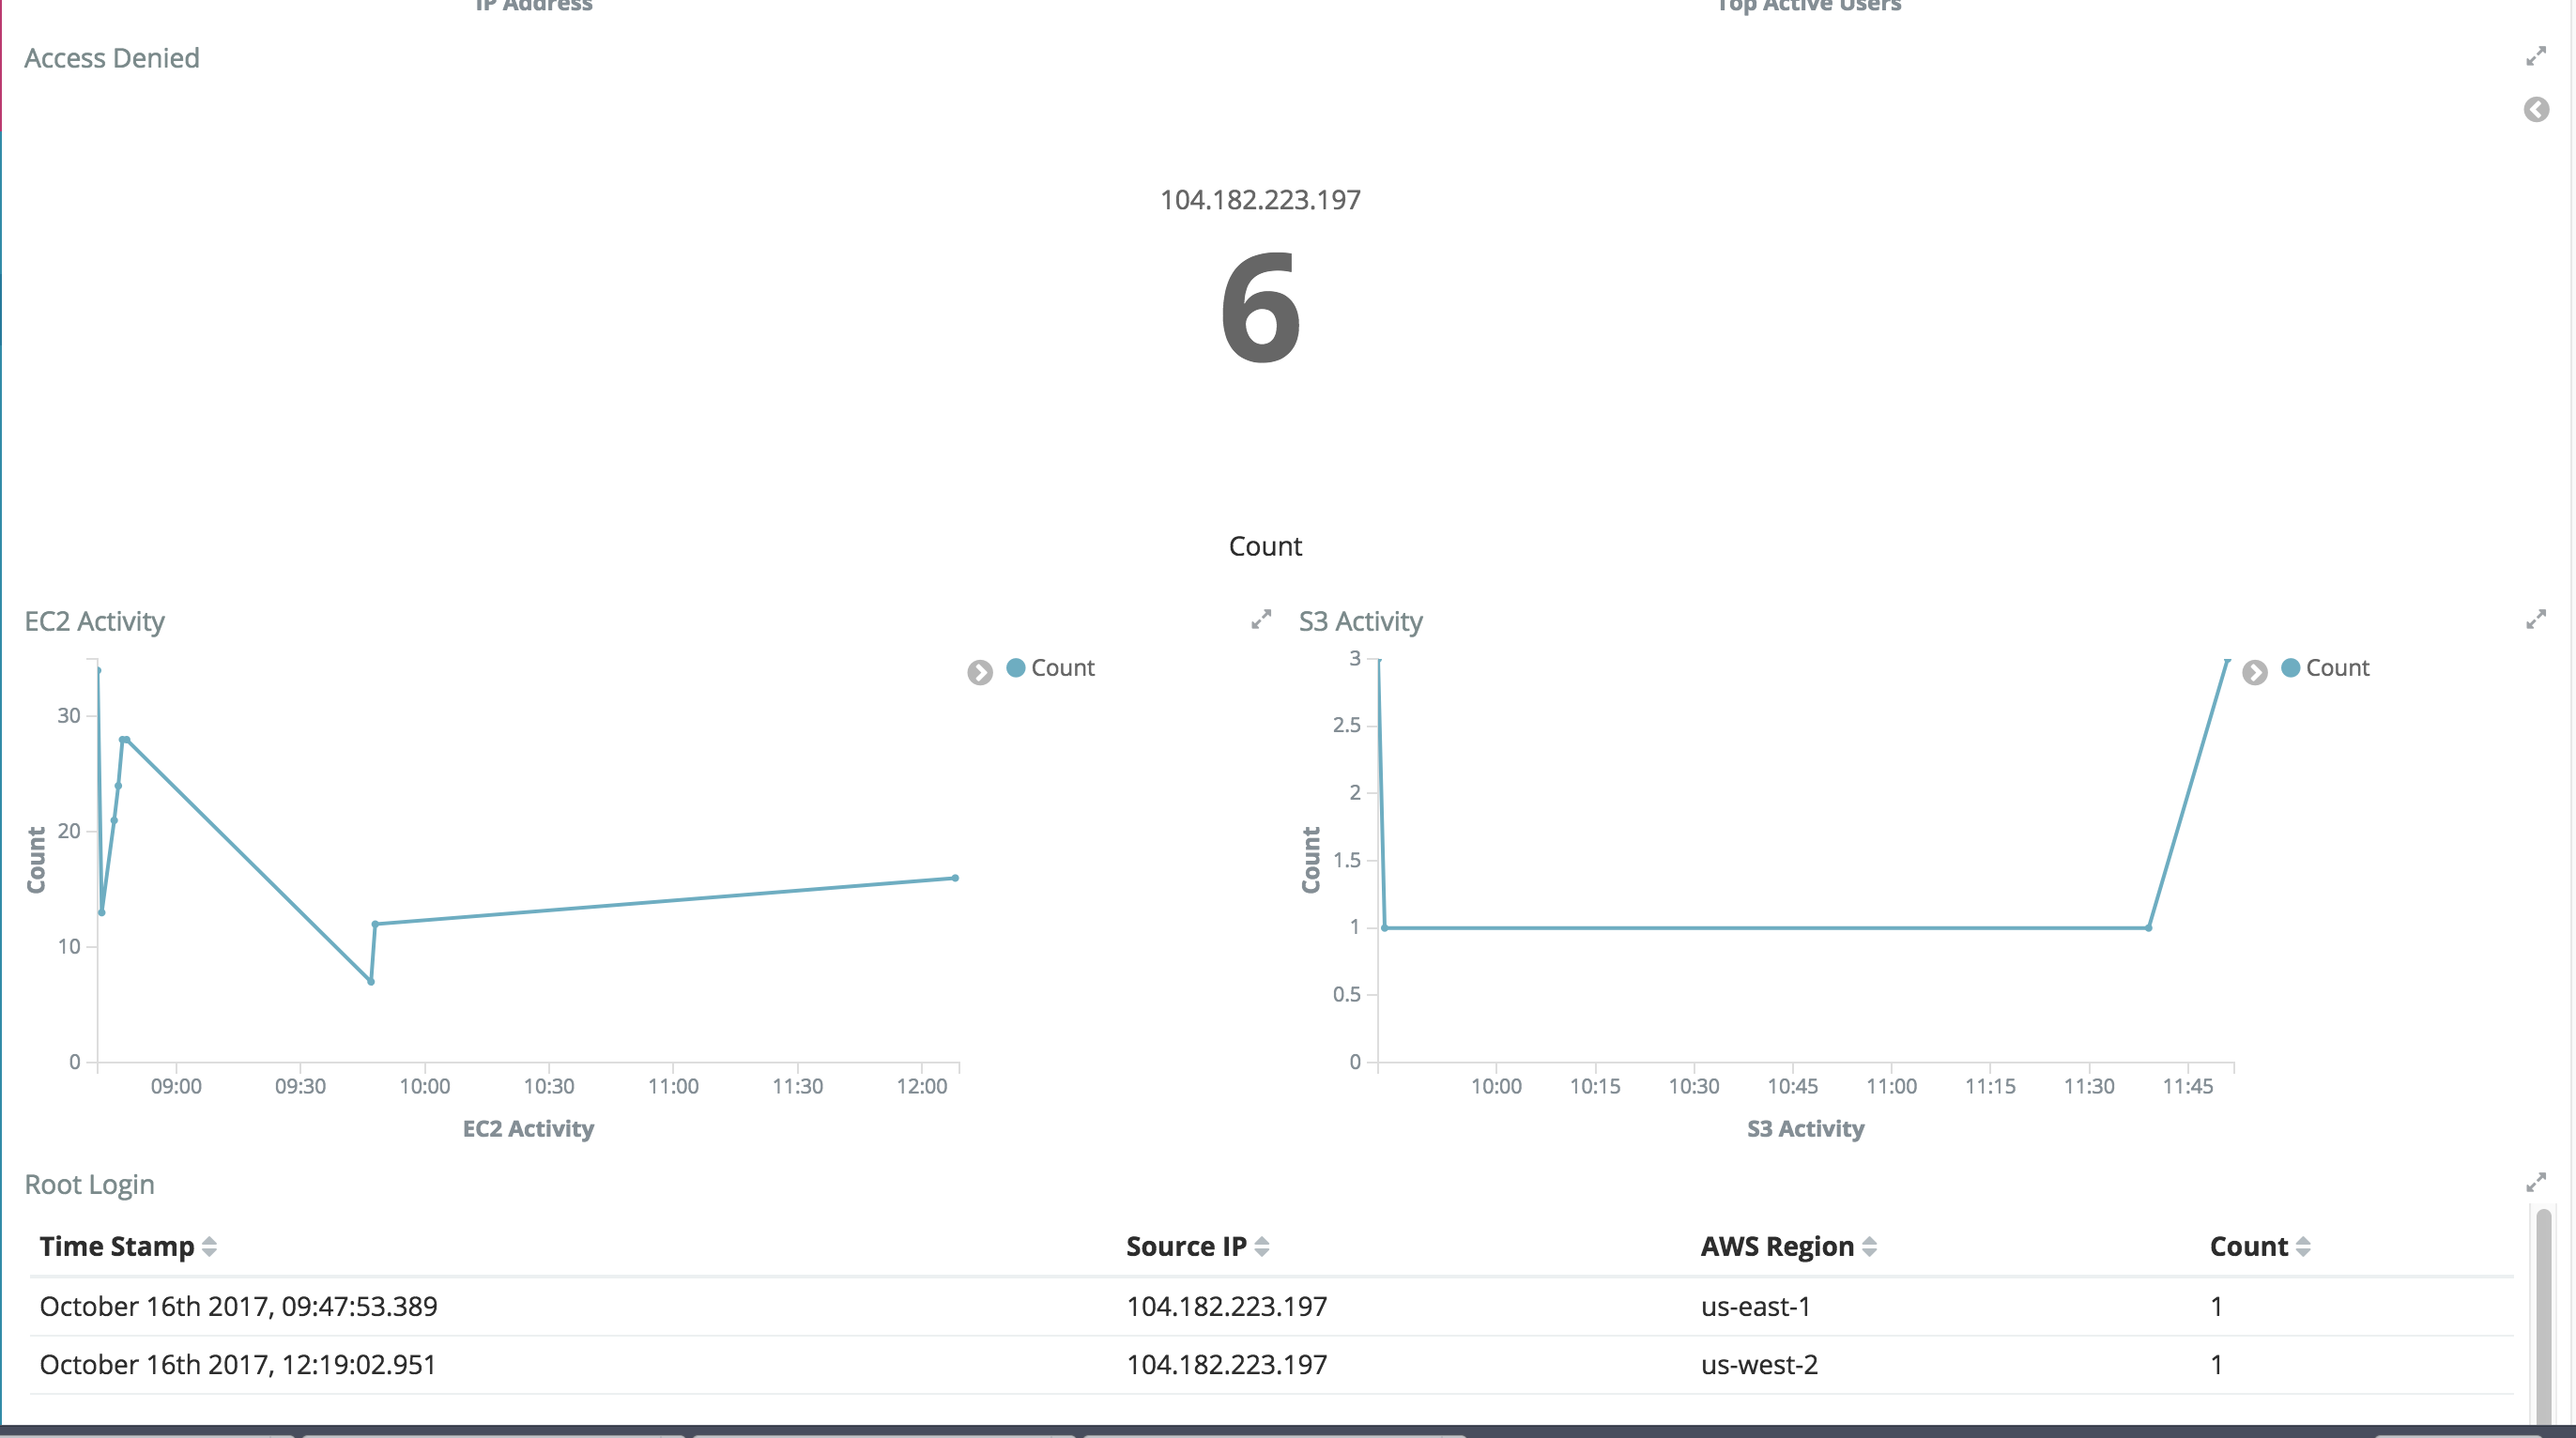 IP Address
Top Active Users
Access Denied
104.182.223.197
6
Count
EC2 Activity
Count
30
20
10
0
Count
09:00 09:30 10:00 10:30 11:00 11:30 12:00
EC2 Activity
S3 Activity
Count
3
2.5
2
1.5
1
0.5
0
Count
10:00 10:15 10:30 10:45 11:00 11:15 11:30 11:45
S3 Activity
Root Login
Time Stamp Source IP AWS Region Count
October 16th 2017, 09:47:53.389 104.182.223.197 us-east-1 1
October 16th 2017, 12:19:02.951 104.182.223.197 us-west-2 1